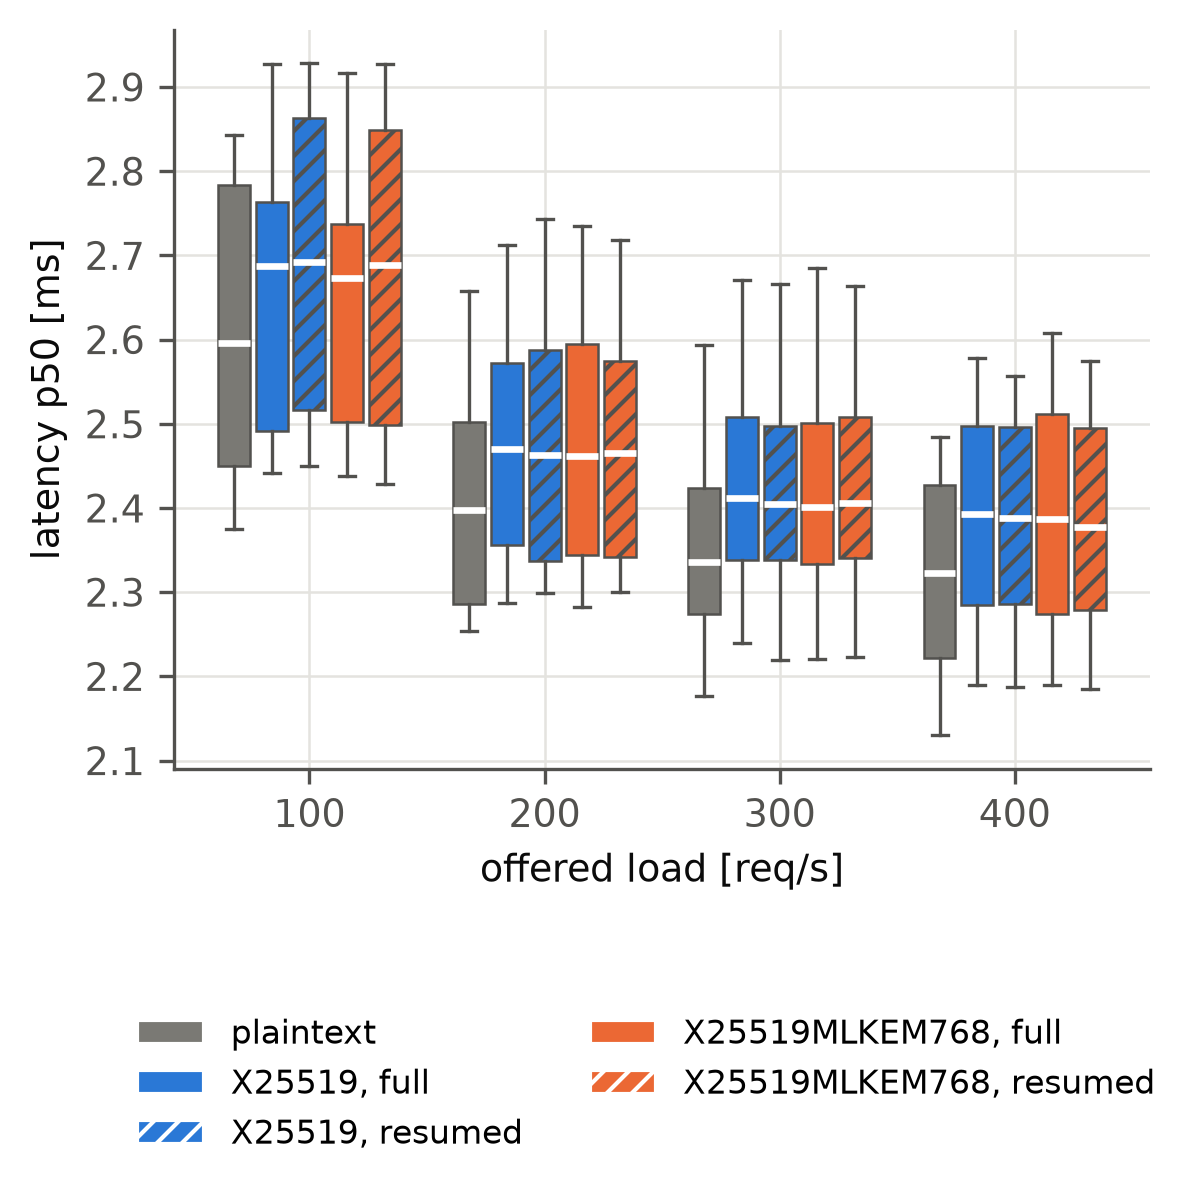 latency p50 [ms]
2.9
2.8
2.7
2.6
2.5
2.4
2.3
2.2
2.1
100 200 300 400
offered load [req/s]
plaintext
X25519, full
X25519, resumed
X25519MLKEM768, full
X25519MLKEM768, resumed